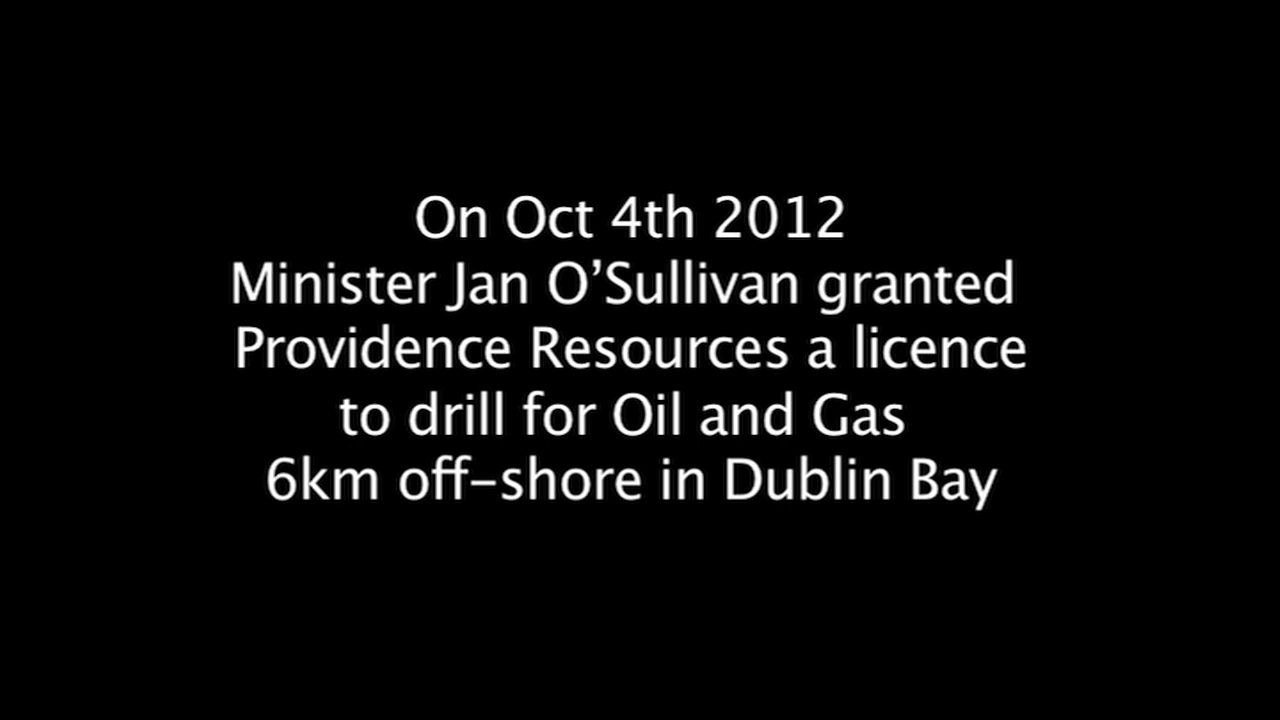 On Oct 4th 2012
Minister Jan O’Sullivan granted
Providence Resources a licence
to drill for Oil and Gas
6km off-shore in Dublin Bay